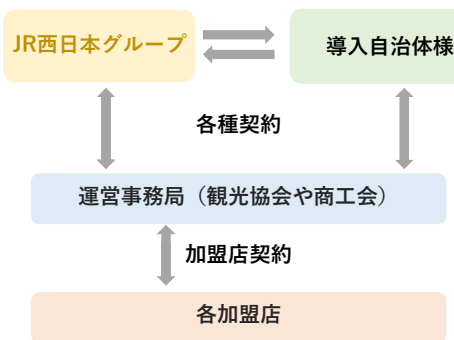 JR西日本グループ
導入自治体様
各種契約
運営事務局（観光協会や商工会）
加盟店契約
各加盟店